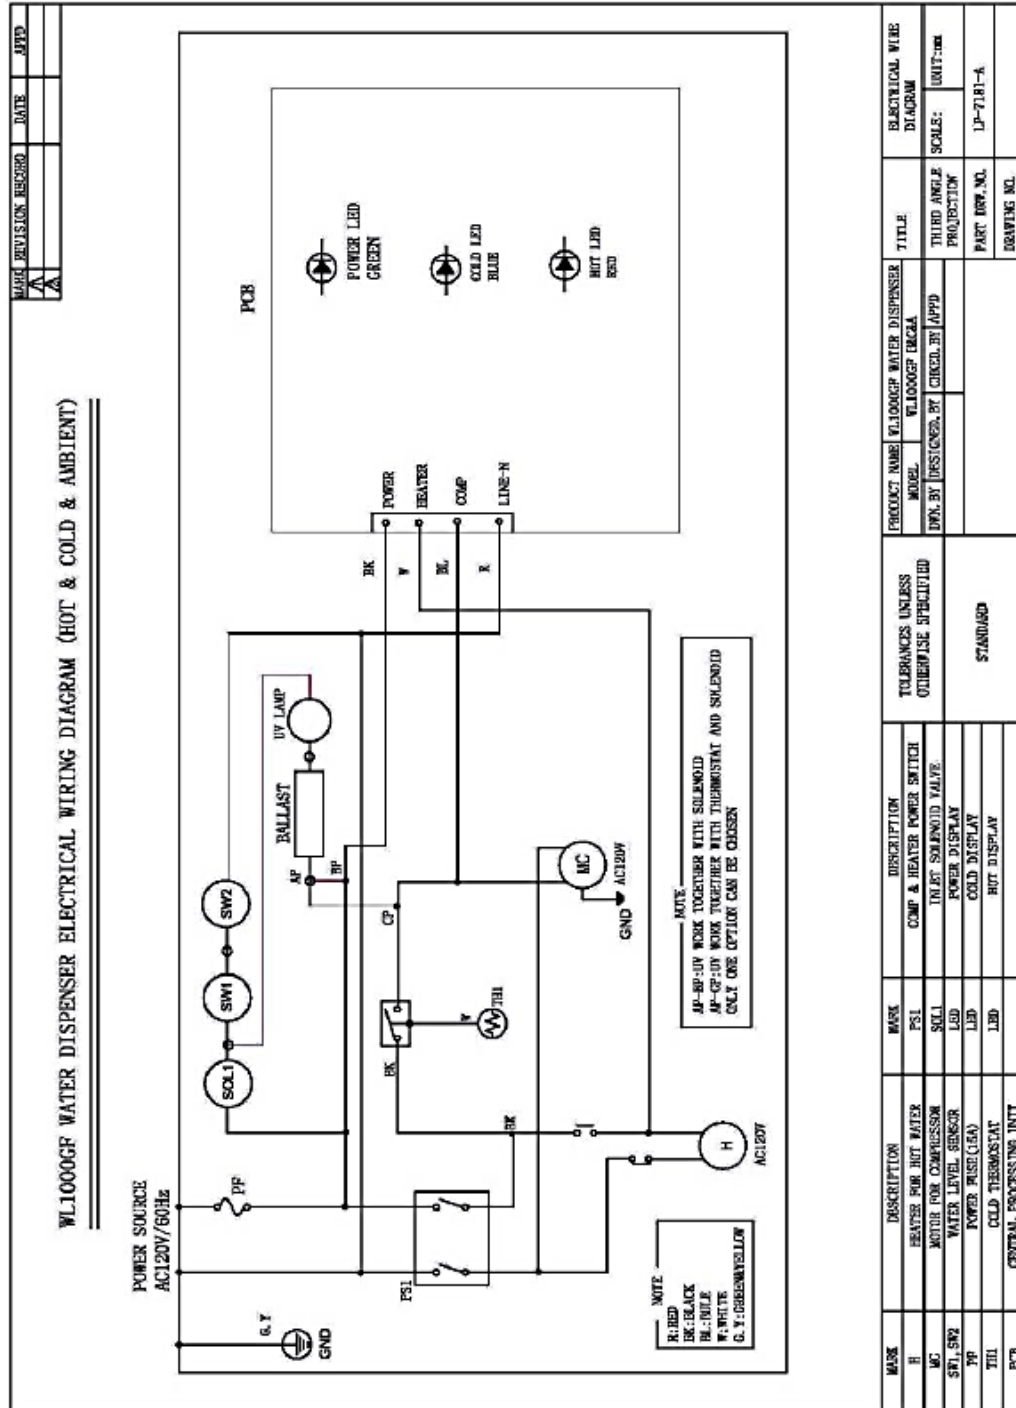 WL1000GF WATER DISPENSER ELECTRICAL WIRING DIAGRAM (HOT & COLD & AMBIENT)
MARK REVISION RECORD DATE APPD
POWER SOURCE
AC120V/60Hz
G.Y
GND
PF
PS1
SOL1
SW1
SW2
BALLAST
UV LAMP
AP
BP
CP
BK
BK
W
TH1
MC
AC120V
GND
H
AC120V
BK
W
BL
R
POWER
HEATER
COMP
LINE-N
PCB
POWER LED
GREEN
COLD LED
BLUE
HOT LED
RED
NOTE
R:RED
BK:BLACK
BL:BULE
W:WHITE
G.Y:GREEN&YELLOW
NOTE
AP-BP:UV WORK TOGETHER WITH SOLENOID
AP-CP:UV WORK TOGETHER WITH THERMOSTAT AND SOLENOID
ONLY ONE OPTION CAN BE CHOSEN
MARK DESCRIPTION MARK DESCRIPTION
H HEATER FOR HOT WATER PS1 COMP & HEATER POWER SWITCH
MC MOTOR FOR COMPRESSOR SOL1 INLET SOLENOID VALVE
SW1, SW2 WATER LEVEL SENSOR LED POWER DISPLAY
PF POWER FUSE(15A) LED COLD DISPLAY
TH1 COLD THERMOSTAT LED HOT DISPLAY
PCB CENTRAL PROCESSING UNIT
TOLERANCES UNLESS
OTHERWISE SPECIFIED
STANDARD
PRODUCT NAME WL1000GF WATER DISPENSER
MODEL WL1000GF
DWN. BY DESIGNED. BY CHKED. BY APPD
TITLE ELECTRICAL WIRE
DIAGRAM
THIRD ANGLE
PROJECTION
SCALE: UNIT:mm
PART DRW. NO. LP-7181-A
DRAWING NO.